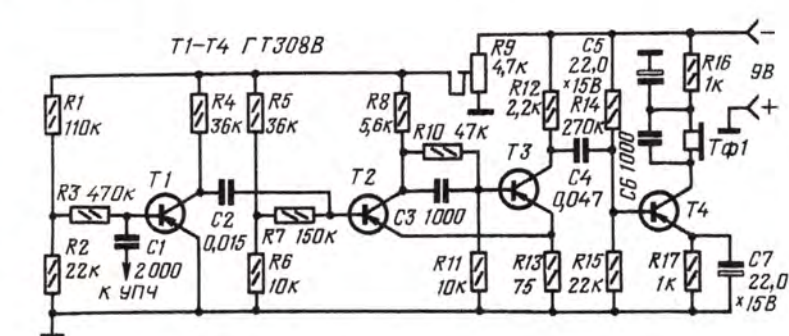 T1-T4 ГТ308В
R1
110к
R4
36к
R5
36к
R8
5,6к
R9
4,7к
R10 47к
R12
2,2к
C5
22,0
×15В
R14
270к
R16
1к
9В
C6 1000
Тф1
R3 470к
T1
T2
T3
T4
C1
2000
к УПЧ
C2
0,015
R7 150к
C3 1000
C4
0,047
R2
22к
R6
10к
R11
10к
R13
75
R15
22к
R17
1к
C7
22,0
×15В